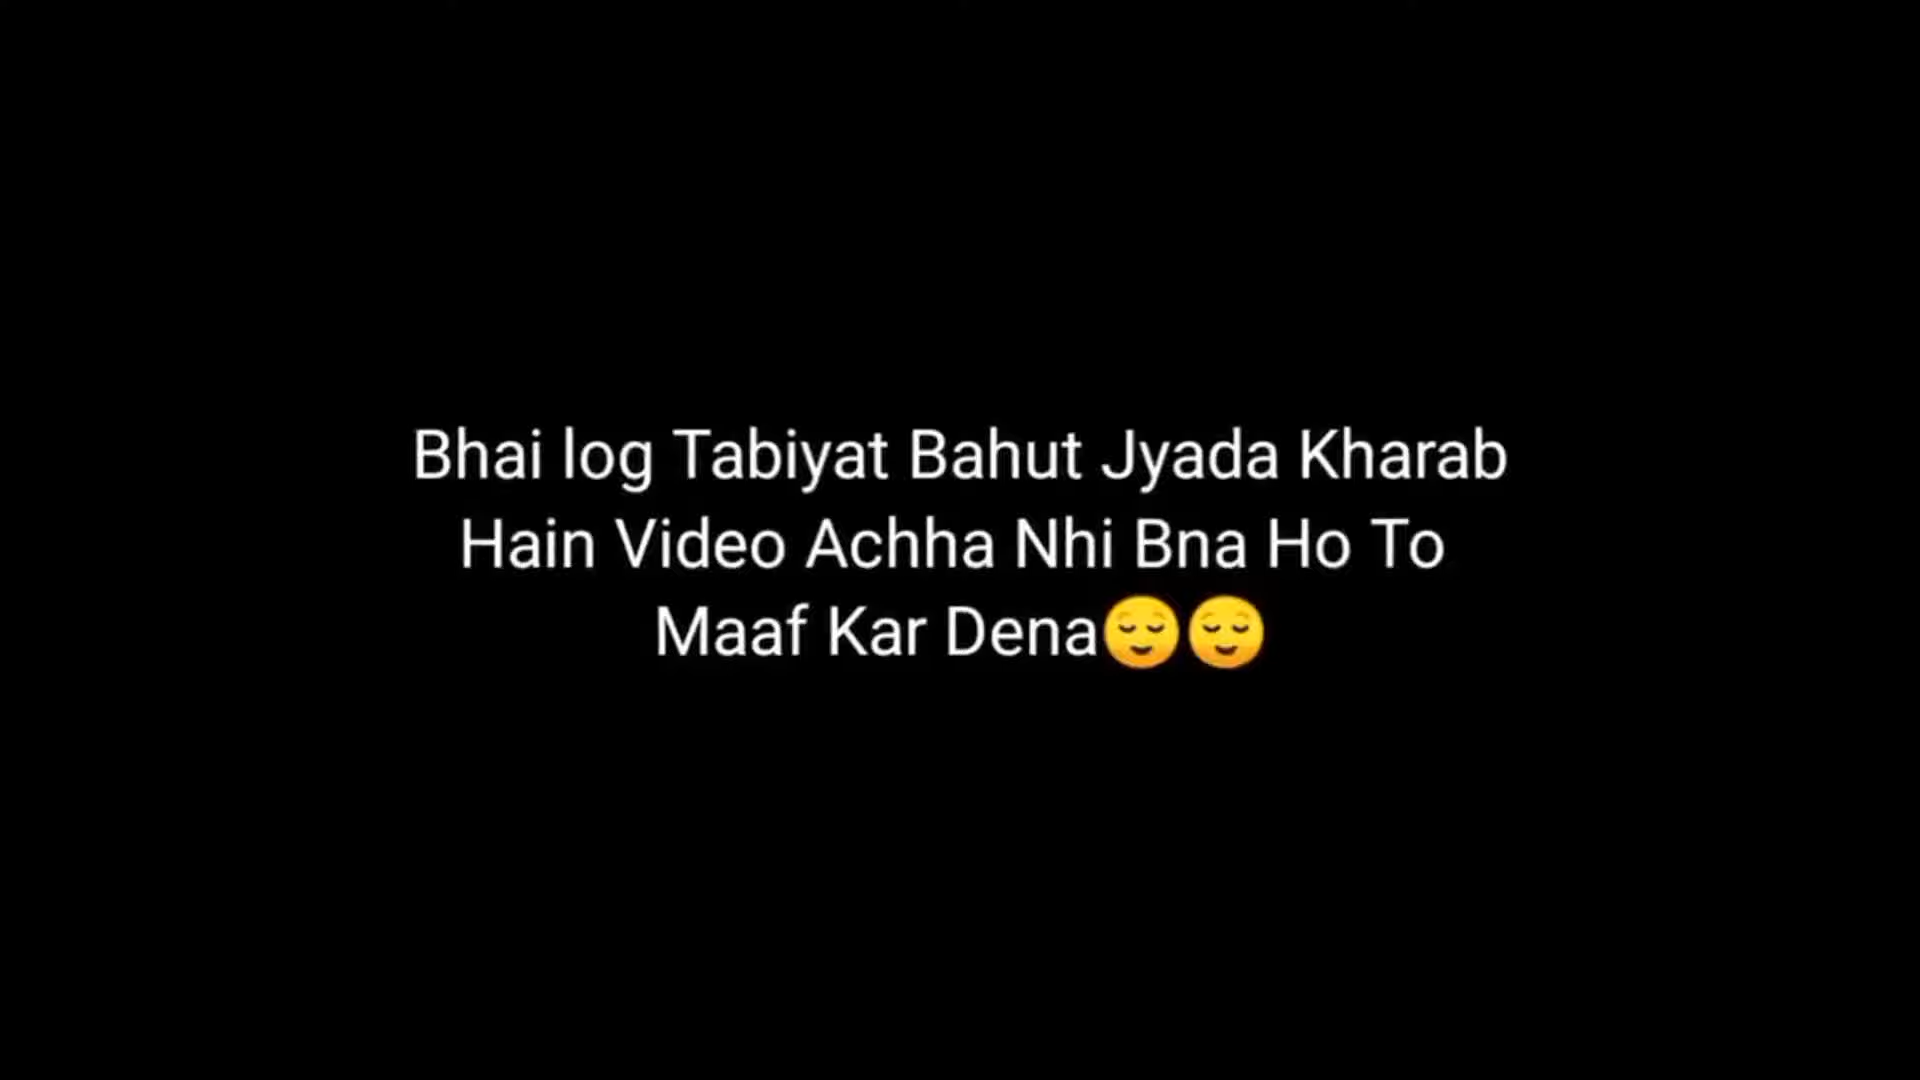 Bhai log Tabiyat Bahut Jyada Kharab
Hain Video Achha Nhi Bna Ho To
Maaf Kar Dena😌😌